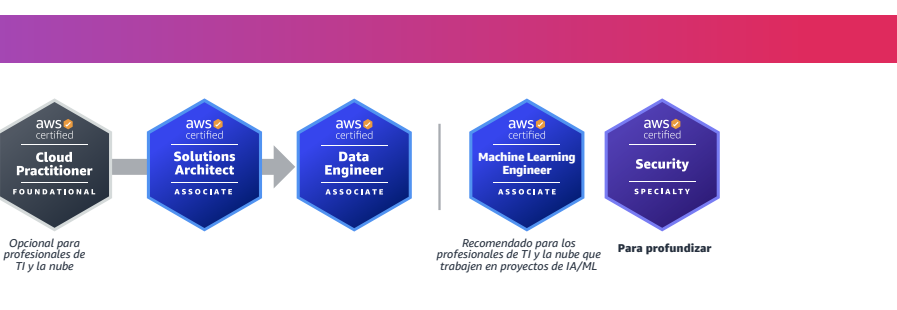 aws
certified
Cloud
Practitioner
FOUNDATIONAL
Opcional para
profesionales de
TI y la nube
aws
certified
Solutions
Architect
ASSOCIATE
aws
certified
Data
Engineer
ASSOCIATE
aws
certified
Machine Learning
Engineer
ASSOCIATE
Recomendado para los
profesionales de TI y la nube que
trabajen en proyectos de IA/ML
aws
certified
Security
SPECIALTY
Para profundizar